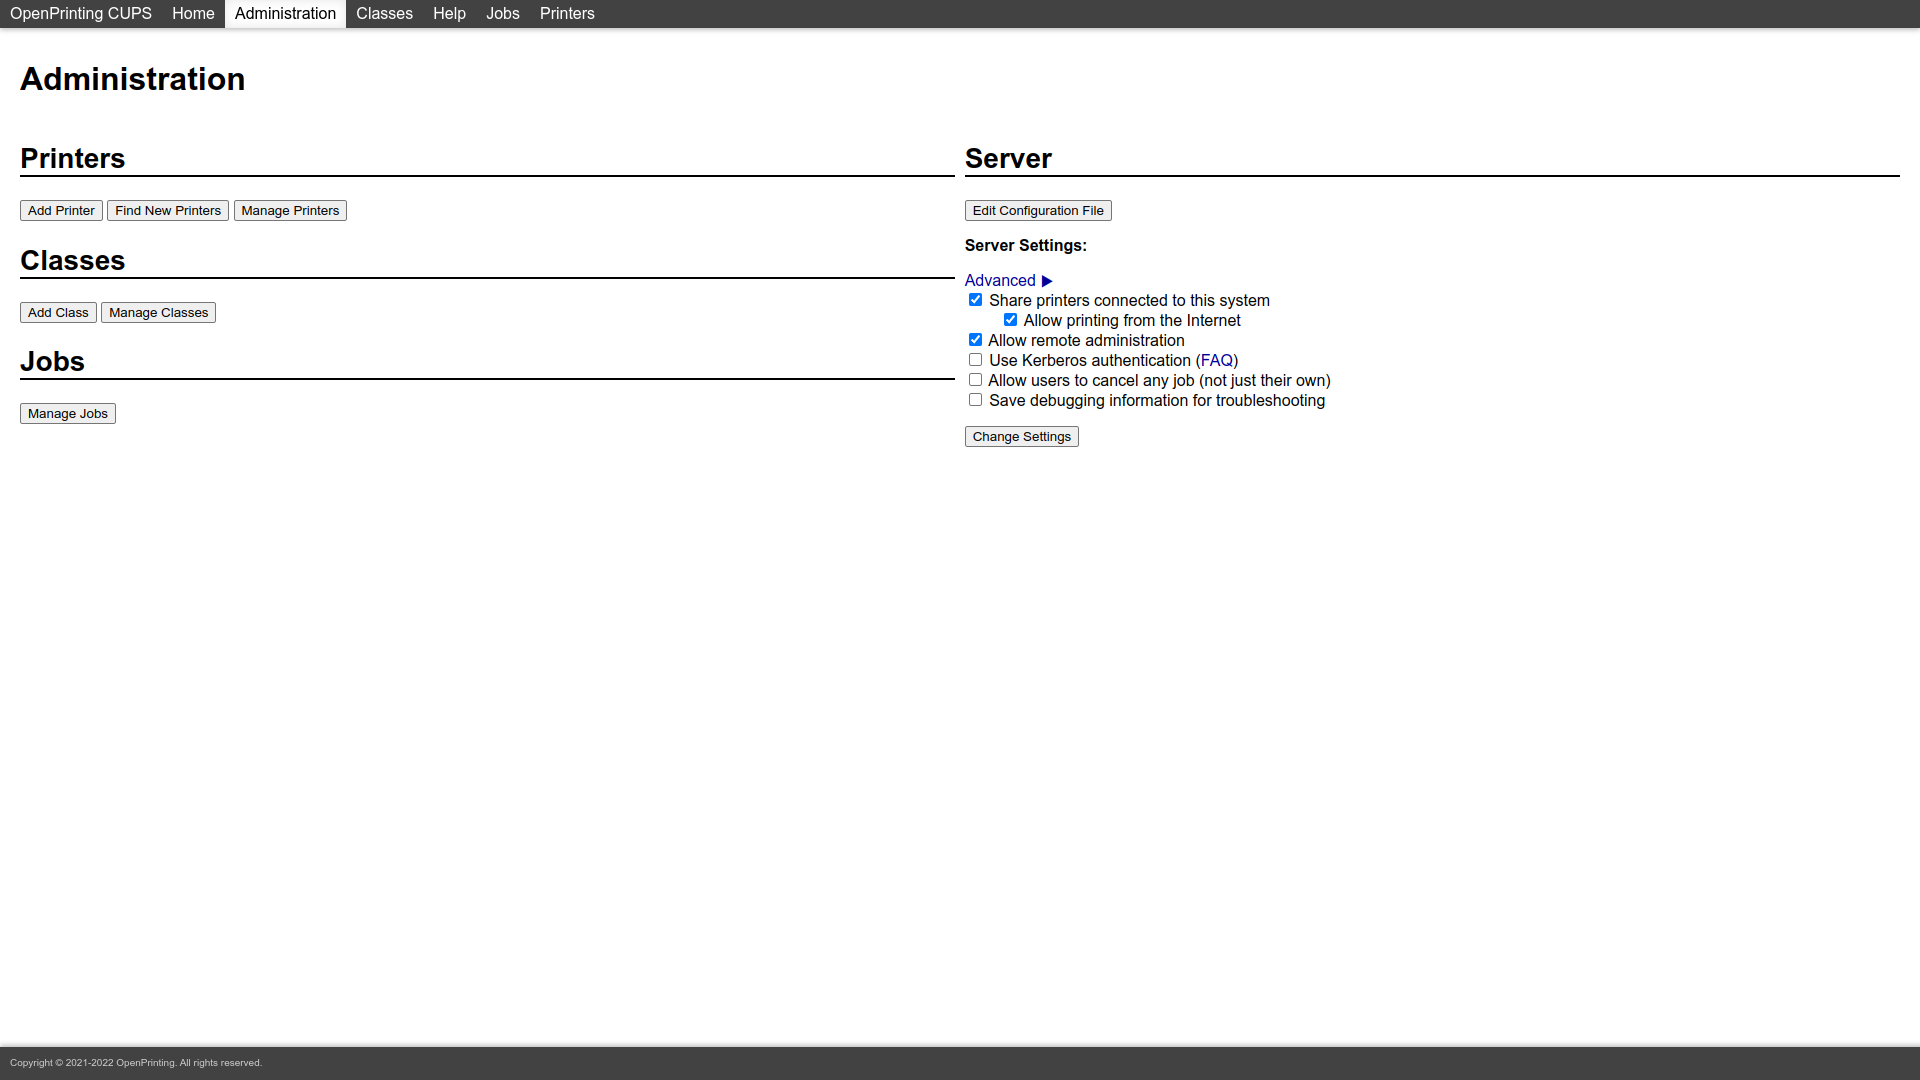 OpenPrinting CUPS Home Administration Classes Help Jobs Printers
Administration
Printers
Add Printer Find New Printers Manage Printers
Classes
Add Class Manage Classes
Jobs
Manage Jobs
Server
Edit Configuration File
Server Settings:
Advanced ▶
Share printers connected to this system
Allow printing from the Internet
Allow remote administration
Use Kerberos authentication (FAQ)
Allow users to cancel any job (not just their own)
Save debugging information for troubleshooting
Change Settings
Copyright © 2021-2022 OpenPrinting. All rights reserved.